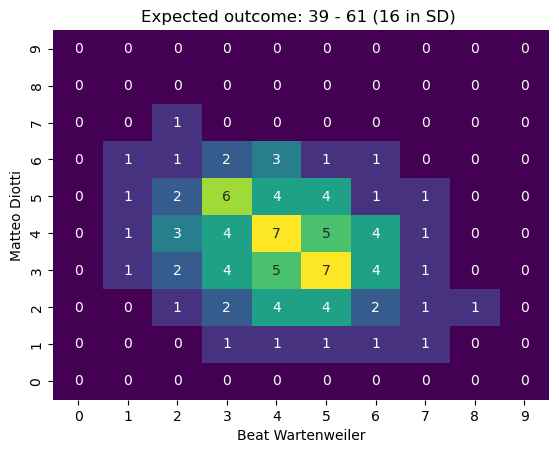 Expected outcome: 39 - 61 (16 in SD)
9 0 0 0 0 0 0 0 0 0 0
8 0 0 0 0 0 0 0 0 0 0
7 0 0 1 0 0 0 0 0 0 0
6 0 1 1 2 3 1 1 0 0 0
5 0 1 2 6 4 4 1 1 0 0
4 0 1 3 4 7 5 4 1 0 0
3 0 1 2 4 5 7 4 1 0 0
2 0 0 1 2 4 4 2 1 1 0
1 0 0 0 1 1 1 1 1 0 0
0 0 0 0 0 0 0 0 0 0 0
Matteo Diotti
0 1 2 3 4 5 6 7 8 9
Beat Wartenweiler